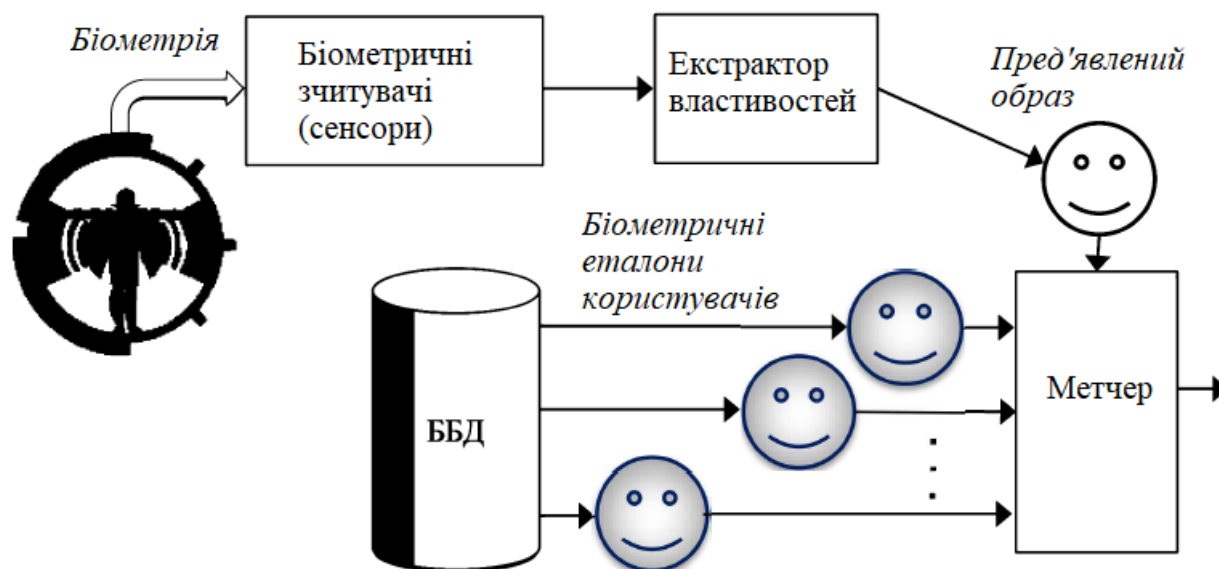 Біометрія
Біометричні
зчитувачі
(сенсори)
Екстрактор
властивостей
Пред'явлений
образ
Біометричні
еталони
користувачів
ББД
Метчер